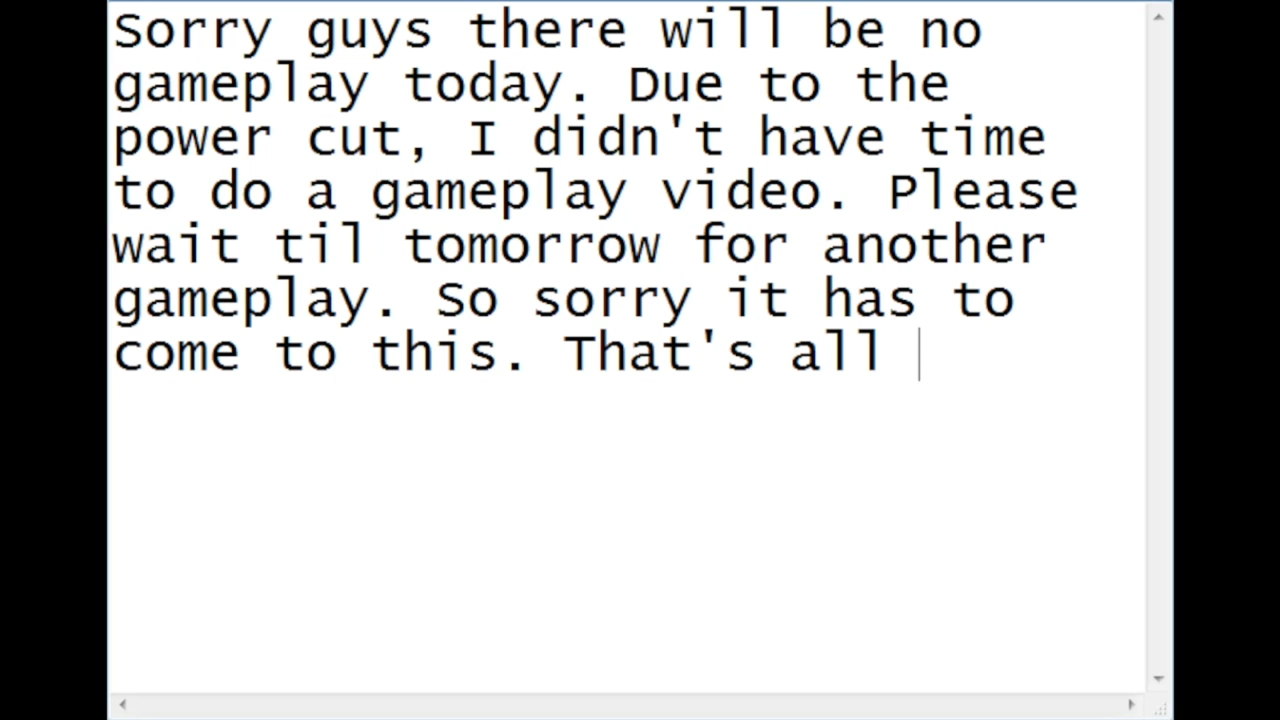 Sorry guys there will be no
gameplay today. Due to the
power cut, I didn't have time
to do a gameplay video. Please
wait til tomorrow for another
gameplay. So sorry it has to
come to this. That's all